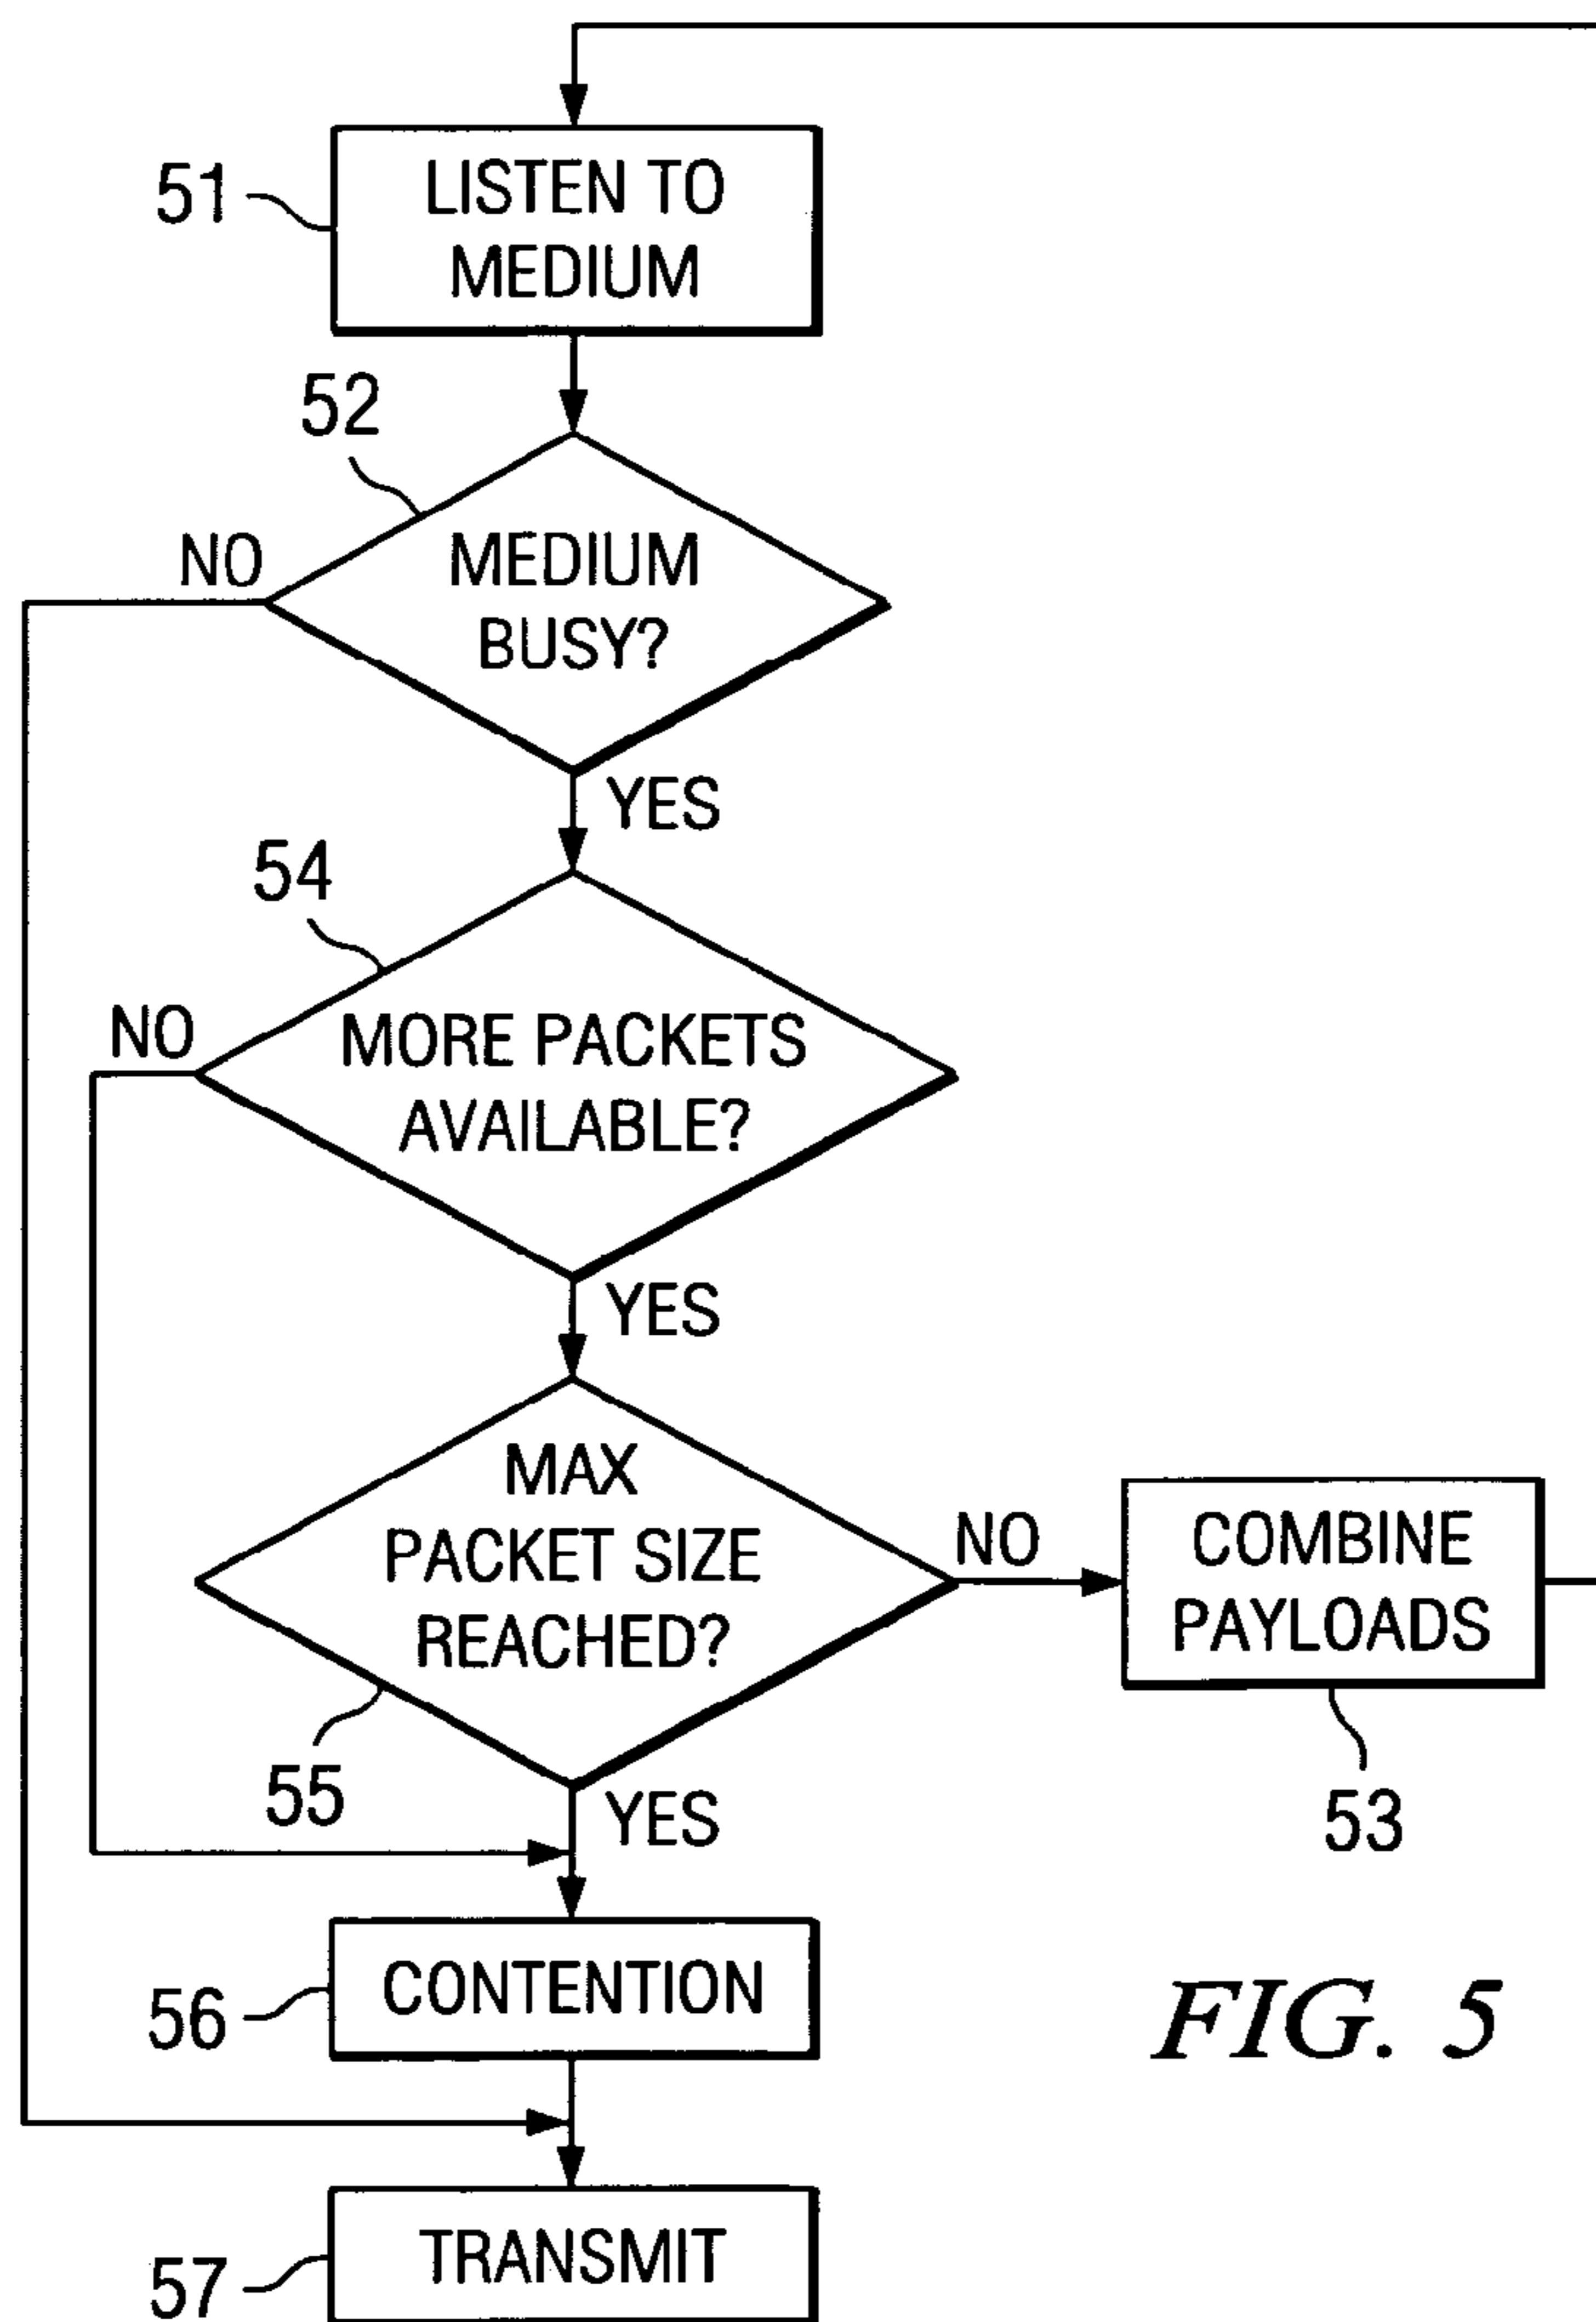 51
LISTEN TO
MEDIUM
52
NO
MEDIUM
BUSY?
YES
54
NO
MORE PACKETS
AVAILABLE?
YES
MAX
PACKET SIZE
REACHED?
NO
COMBINE
PAYLOADS
55
YES
53
56
CONTENTION
FIG. 5
57
TRANSMIT